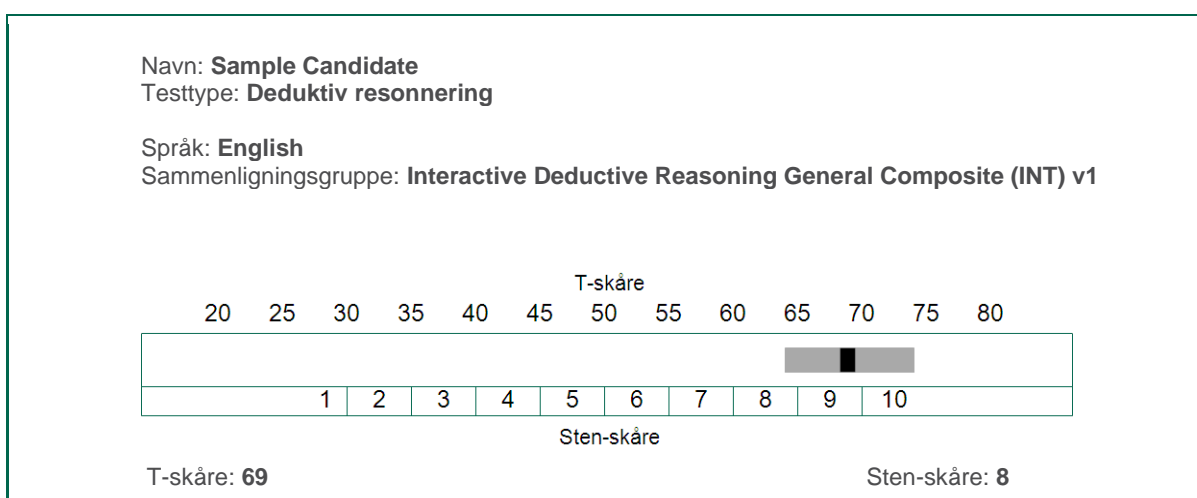 Navn: Sample Candidate
Testtype: Deduktiv resonnering
Språk: English
Sammenligningsgruppe: Interactive Deductive Reasoning General Composite (INT) v1
T-skåre
20 25 30 35 40 45 50 55 60 65 70 75 80
1 2 3 4 5 6 7 8 9 10
Sten-skåre
T-skåre: 69 Sten-skåre: 8